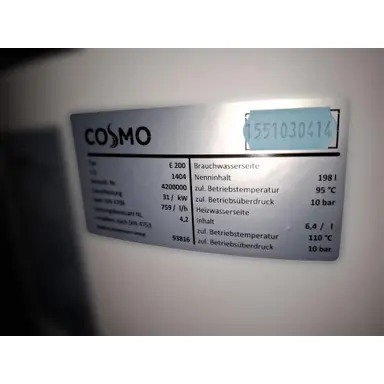 COSMO
1551030414
Typ E 200
1404
4200000
31/ kW
759/ l/h
4,2
93816
Brauchwasserseite
Nenninhalt 198 l
zul. Betriebstemperatur 95 °C
zul. Betriebsüberdruck 10 bar
Heizwasserseite
Inhalt 6,4 / l
zul. Betriebstemperatur 110 °C
zul. Betriebsüberdruck 10 bar